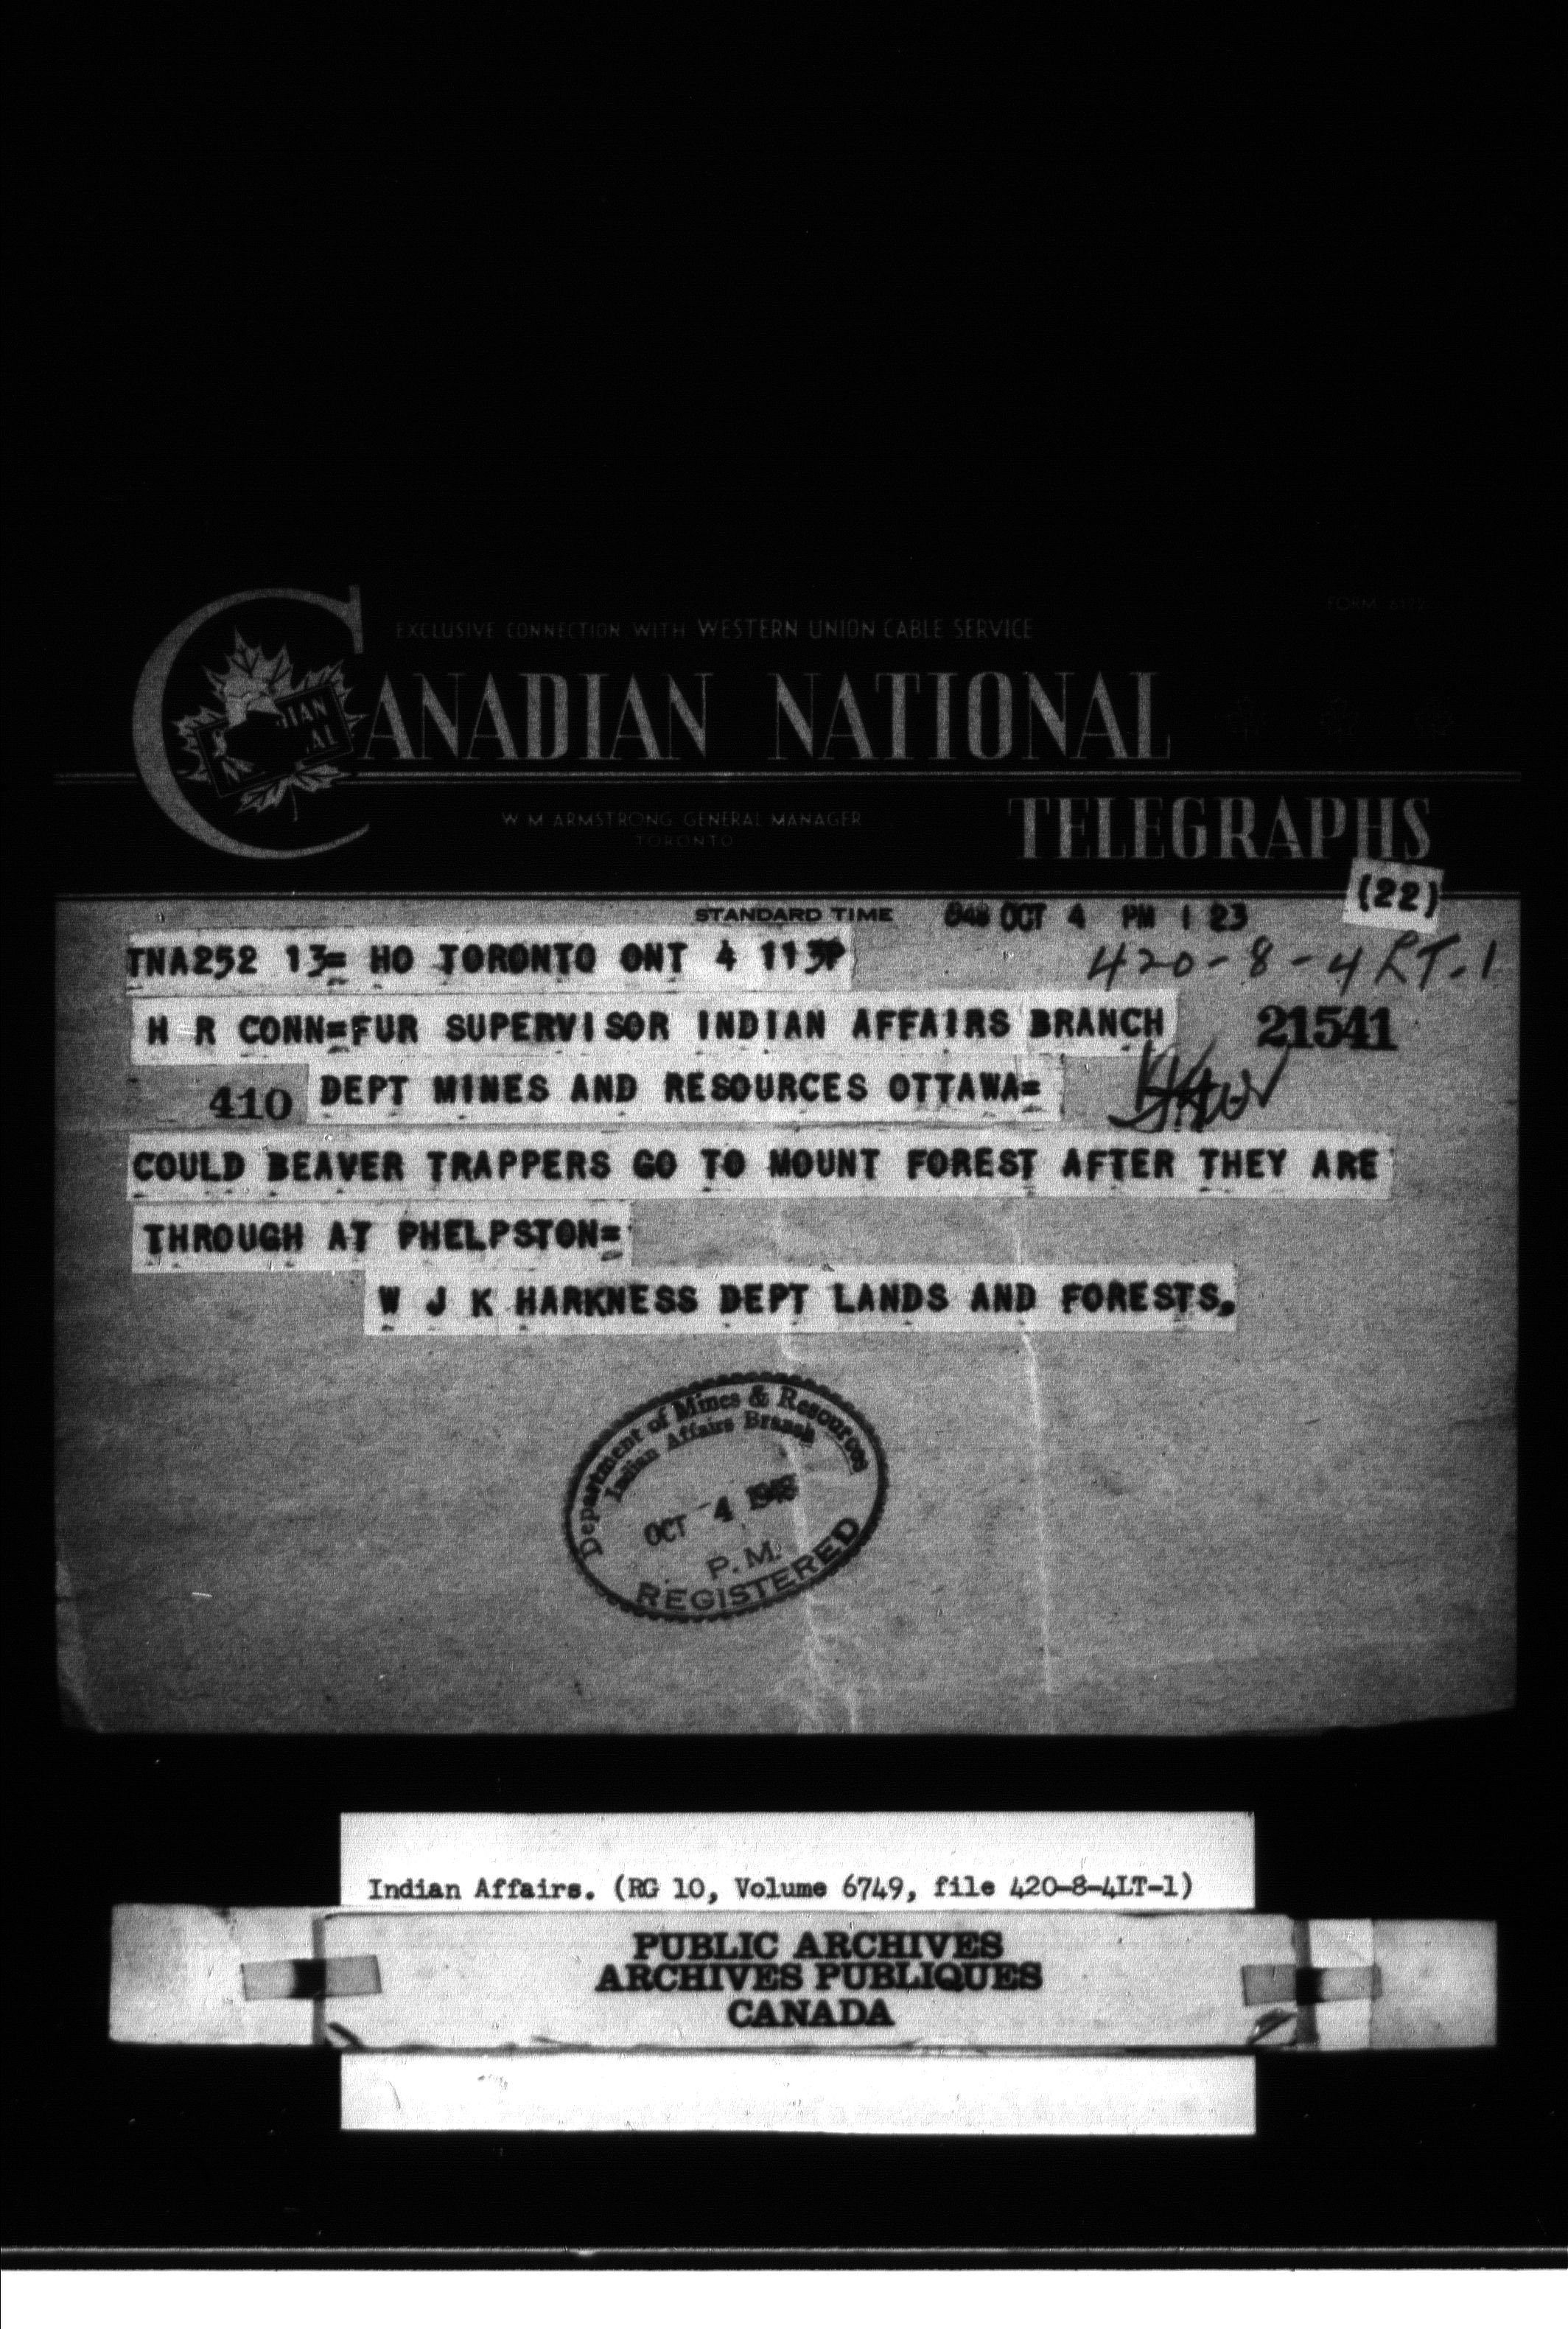 FORM
EXCLUSIVE CONNECTION WITH WESTERN UNION CABLE SERVICE
CANADIAN NATIONAL
TELEGRAPHS
W M ARMSTRONG GENERAL MANAGER
TORONTO
(22)
STANDARD TIME OCT 4 PM 1 23
TNA252 13= HO TORONTO ONT 4 113P
420-8-4LT.1
H R CONN=FUR SUPERVISOR INDIAN AFFAIRS BRANCH
21541
410 DEPT MINES AND RESOURCES OTTAWA=
COULD BEAVER TRAPPERS GO TO MOUNT FOREST AFTER THEY ARE
THROUGH AT PHELPSTON=
W J K HARKNESS DEPT LANDS AND FORESTS.
Department of Mines & Resources
Indian Affairs Branch
OCT 4 1948
P.M.
REGISTERED
Indian Affairs. (RG 10, Volume 6749, file 420-8-4LT-1)
PUBLIC ARCHIVES
ARCHIVES PUBLIQUES
CANADA